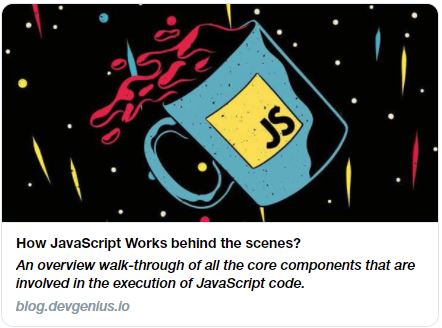 JS
How JavaScript Works behind the scenes?
An overview walk-through of all the core components that are
involved in the execution of JavaScript code.
blog.devgenius.io